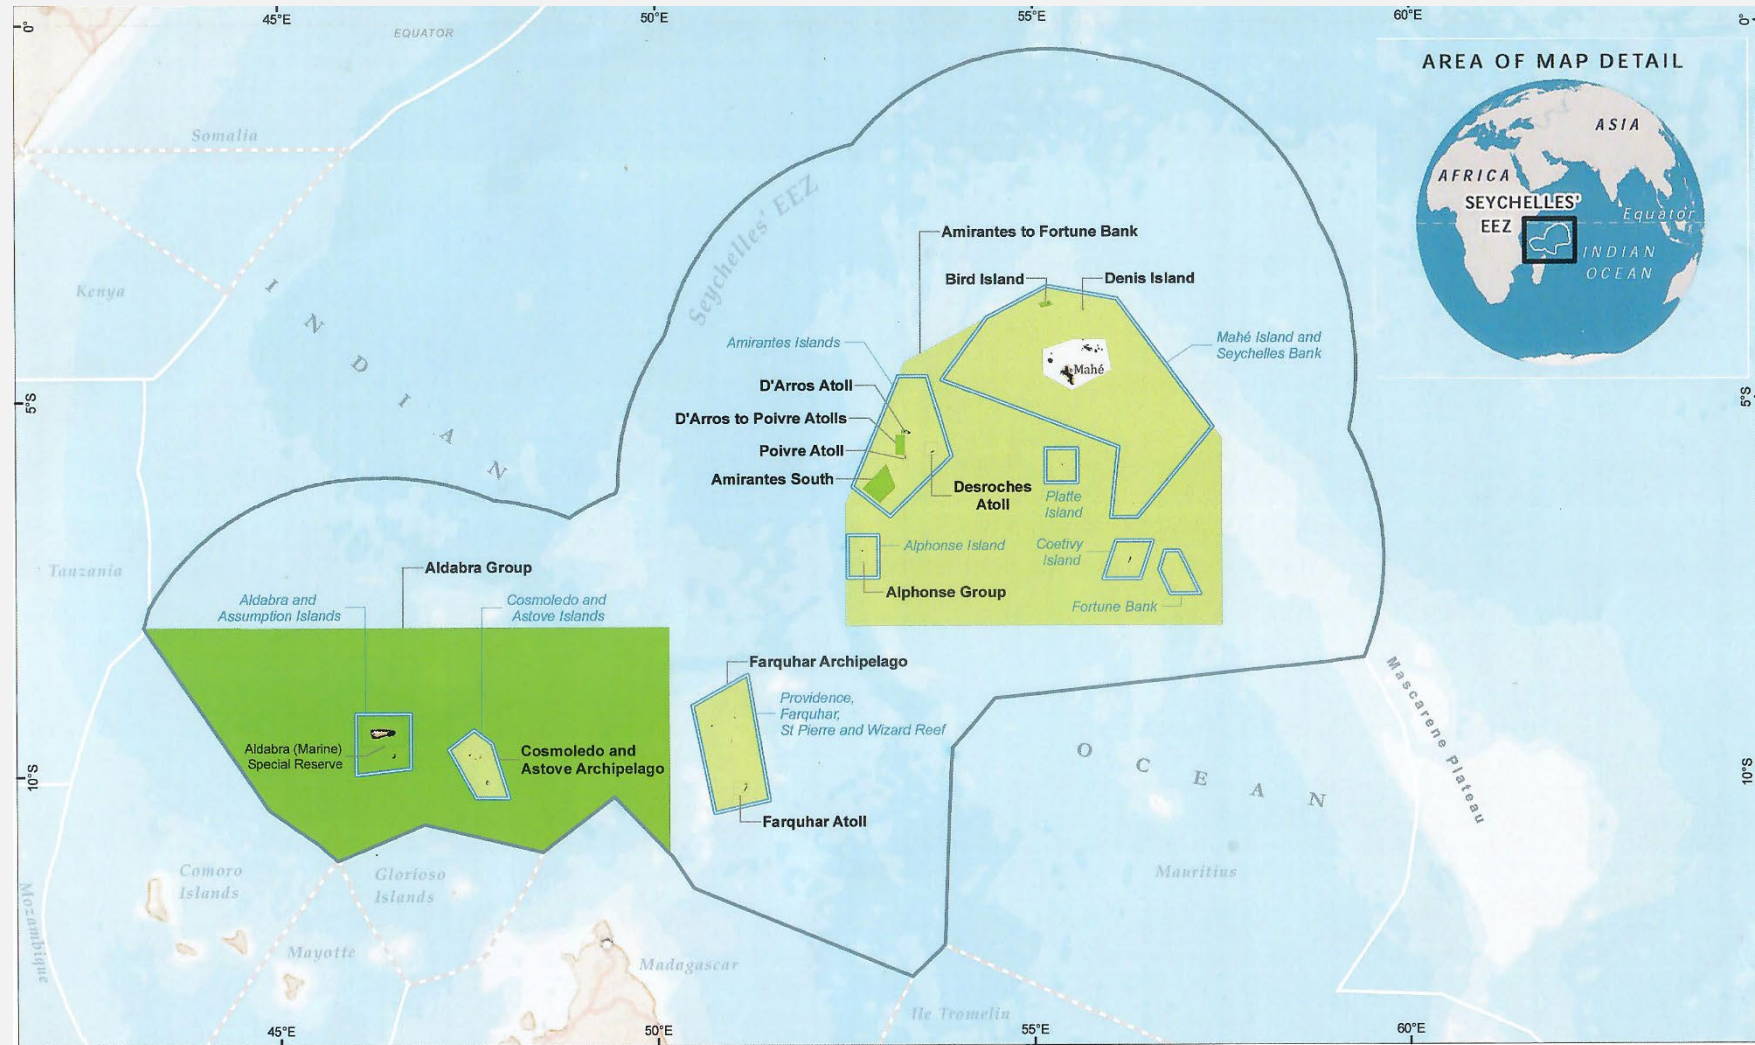 45°E
50°E
55°E
60°E
0°
0°
EQUATOR
AREA OF MAP DETAIL
ASIA
AFRICA
SEYCHELLES'
EEZ
Equator
INDIAN
OCEAN
Somalia
Kenya
INDIAN
Seychelles' EEZ
Amirantes to Fortune Bank
Bird Island
Denis Island
Amirantes Islands
Mahé Island and
Seychelles Bank
Mahé
D'Arros Atoll
D'Arros to Poivre Atolls
Poivre Atoll
Amirantes South
Desroches
Atoll
Platte
Island
5°S
5°S
Alphonse Island
Coetivy
Island
Alphonse Group
Fortune Bank
Tanzania
Aldabra Group
Aldabra and
Assumption Islands
Cosmoledo and
Astove Islands
Farquhar Archipelago
Providence,
Farquhar,
St Pierre and Wizard Reef
Aldabra (Marine)
Special Reserve
Cosmoledo and
Astove Archipelago
Farquhar Atoll
OCEAN
Mascarene Plateau
10°S
10°S
Comoro
Islands
Glorioso
Islands
Mauritius
Mozambique
Mayotte
Madagascar
Ile Tromelin
45°E
50°E
55°E
60°E